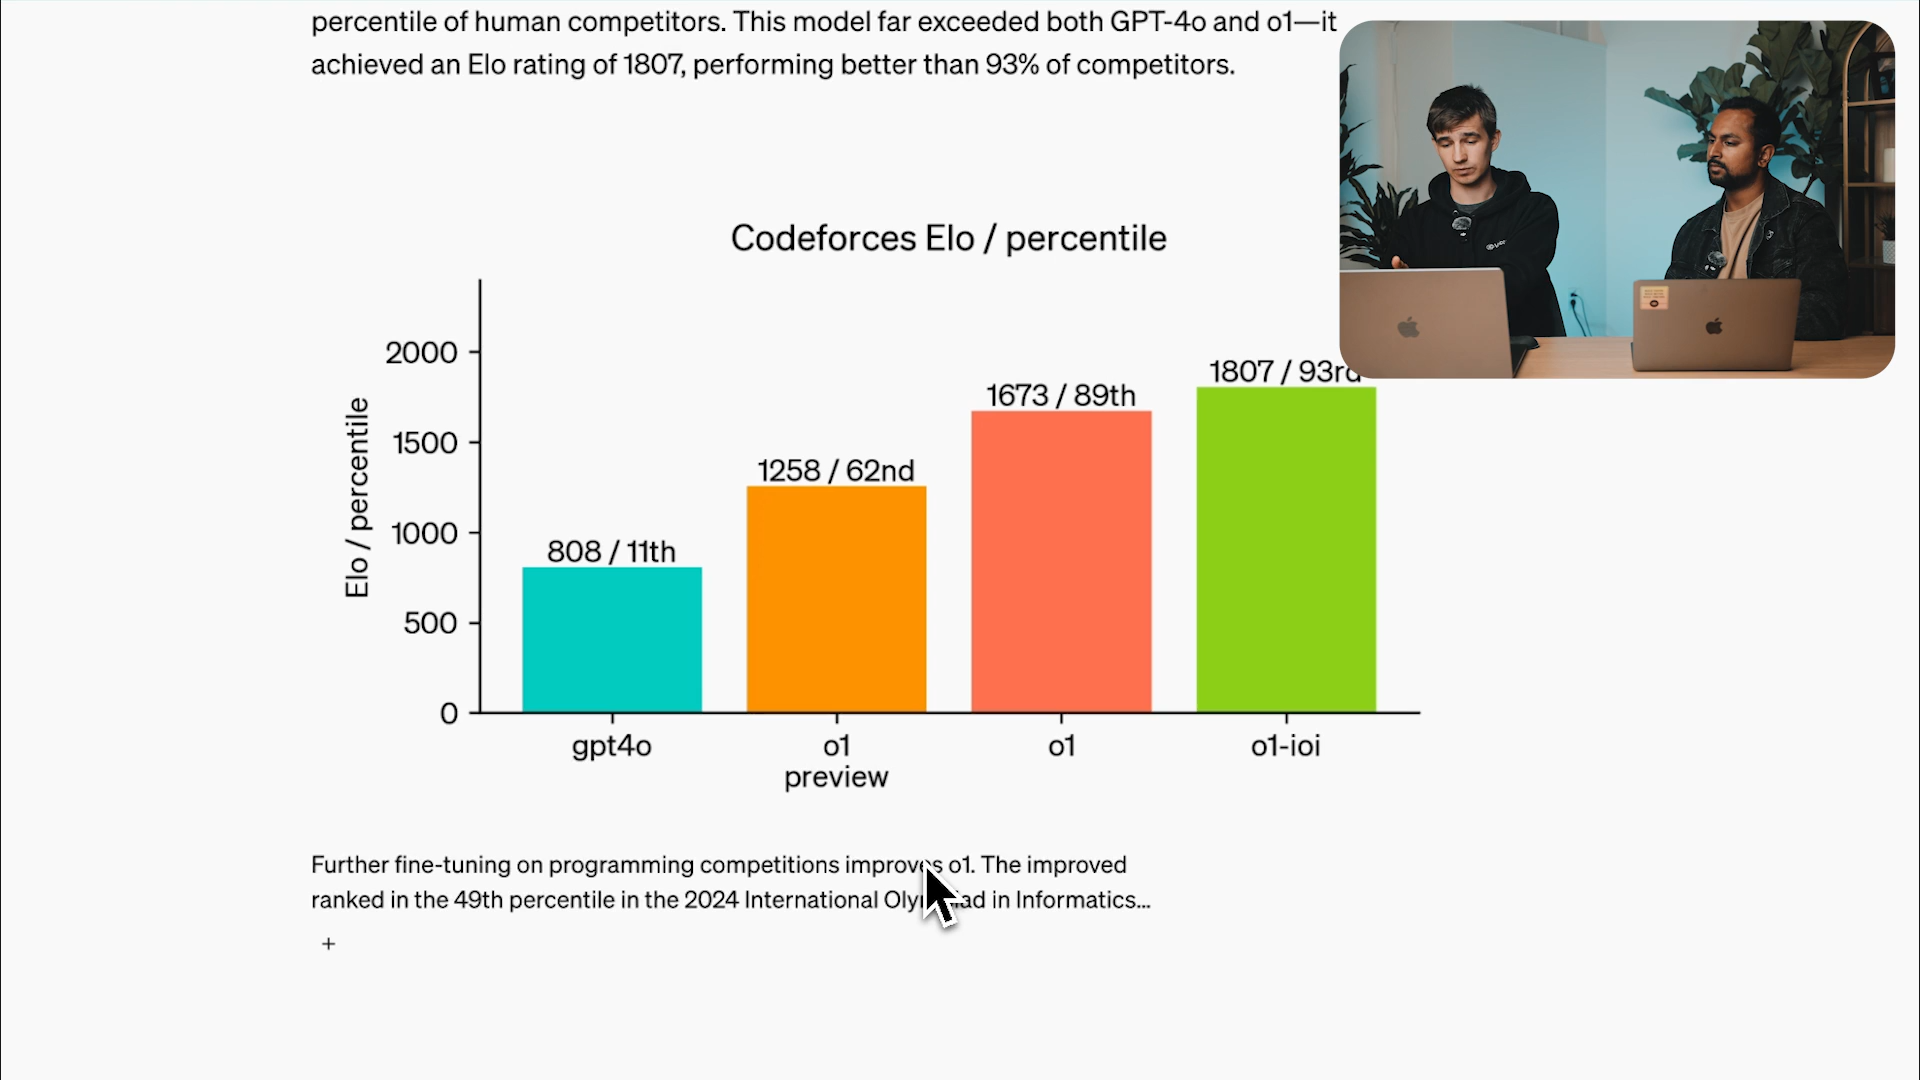 percentile of human competitors. This model far exceeded both GPT-4o and o1—it
achieved an Elo rating of 1807, performing better than 93% of competitors.
Codeforces Elo / percentile
Elo / percentile
2000
1500
1000
500
0
808 / 11th
1258 / 62nd
1673 / 89th
1807 / 93rd
gpt4o
o1
preview
o1
o1-ioi
Further fine-tuning on programming competitions improves o1. The improved
ranked in the 49th percentile in the 2024 International Olympiad in Informatics...
+